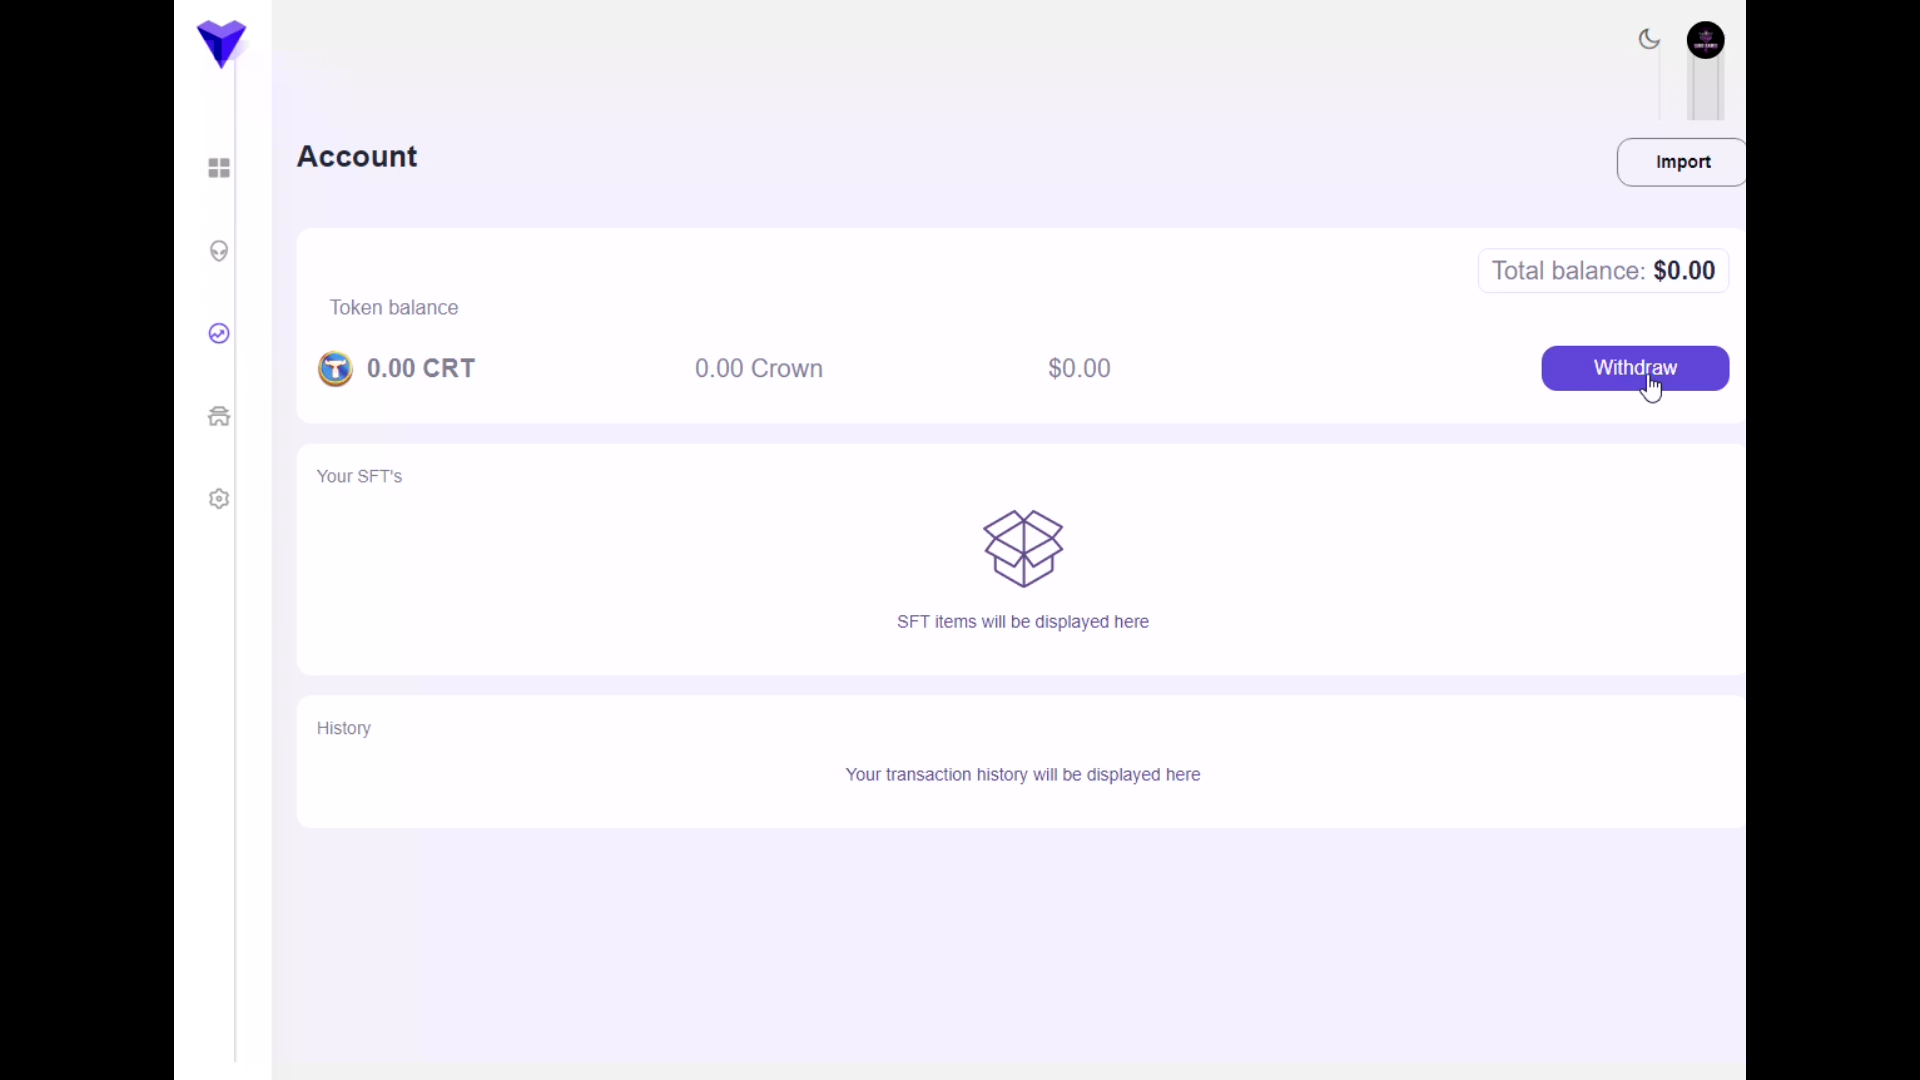 Account
Import
Total balance: $0.00
Token balance
0.00 CRT
0.00 Crown
$0.00
Withdraw
Your SFT's
SFT items will be displayed here
History
Your transaction history will be displayed here